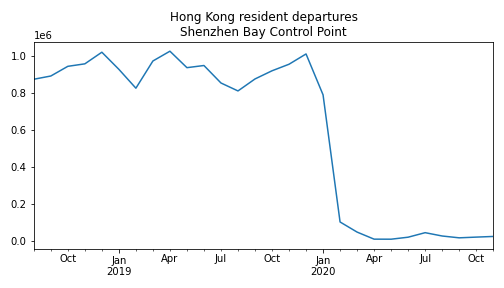 Hong Kong resident departures
Shenzhen Bay Control Point
1e6
1.0
0.8
0.6
0.4
0.2
0.0
Oct Jan Apr Jul Oct Jan Apr Jul Oct
2019 2020